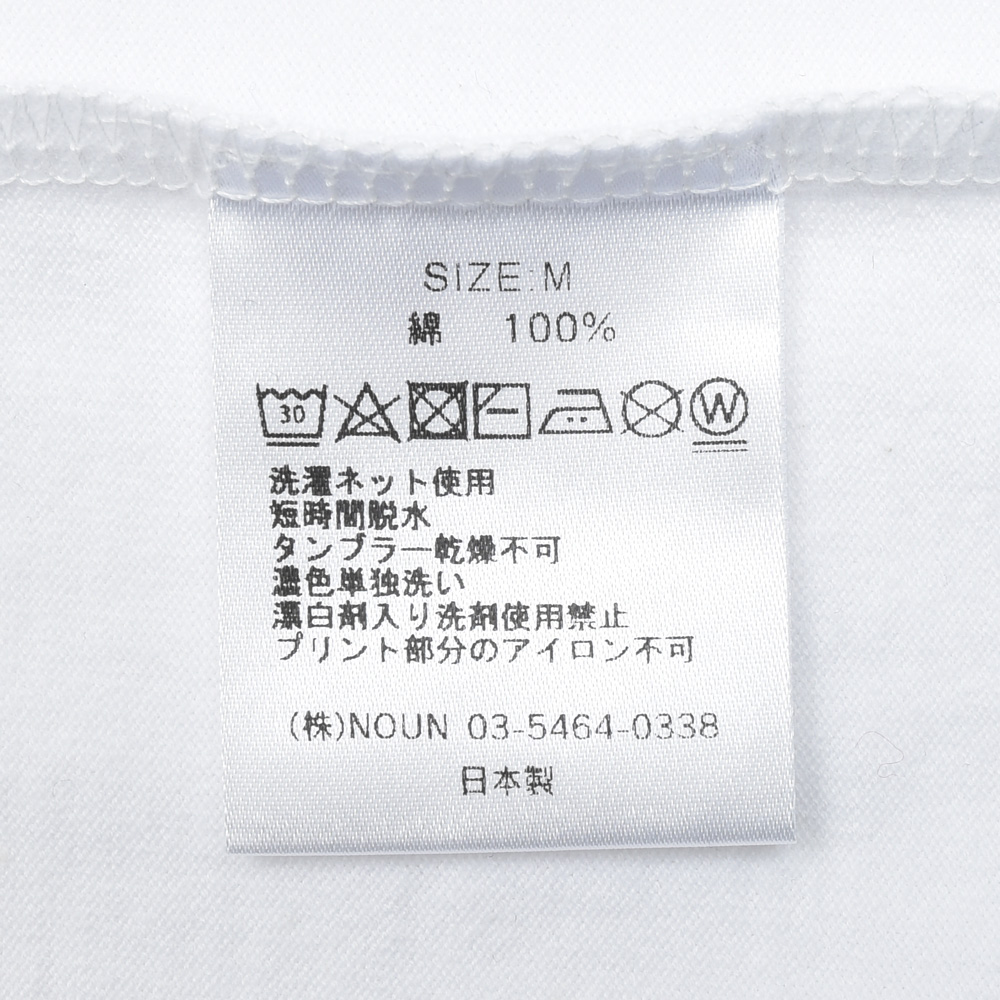 SIZE:M
綿 100%
30 W
洗濯ネット使用
短時間脱水
タンブラー乾燥不可
濃色単独洗い
漂白剤入り洗剤使用禁止
プリント部分のアイロン不可
(株)NOUN 03-5464-0338
日本製